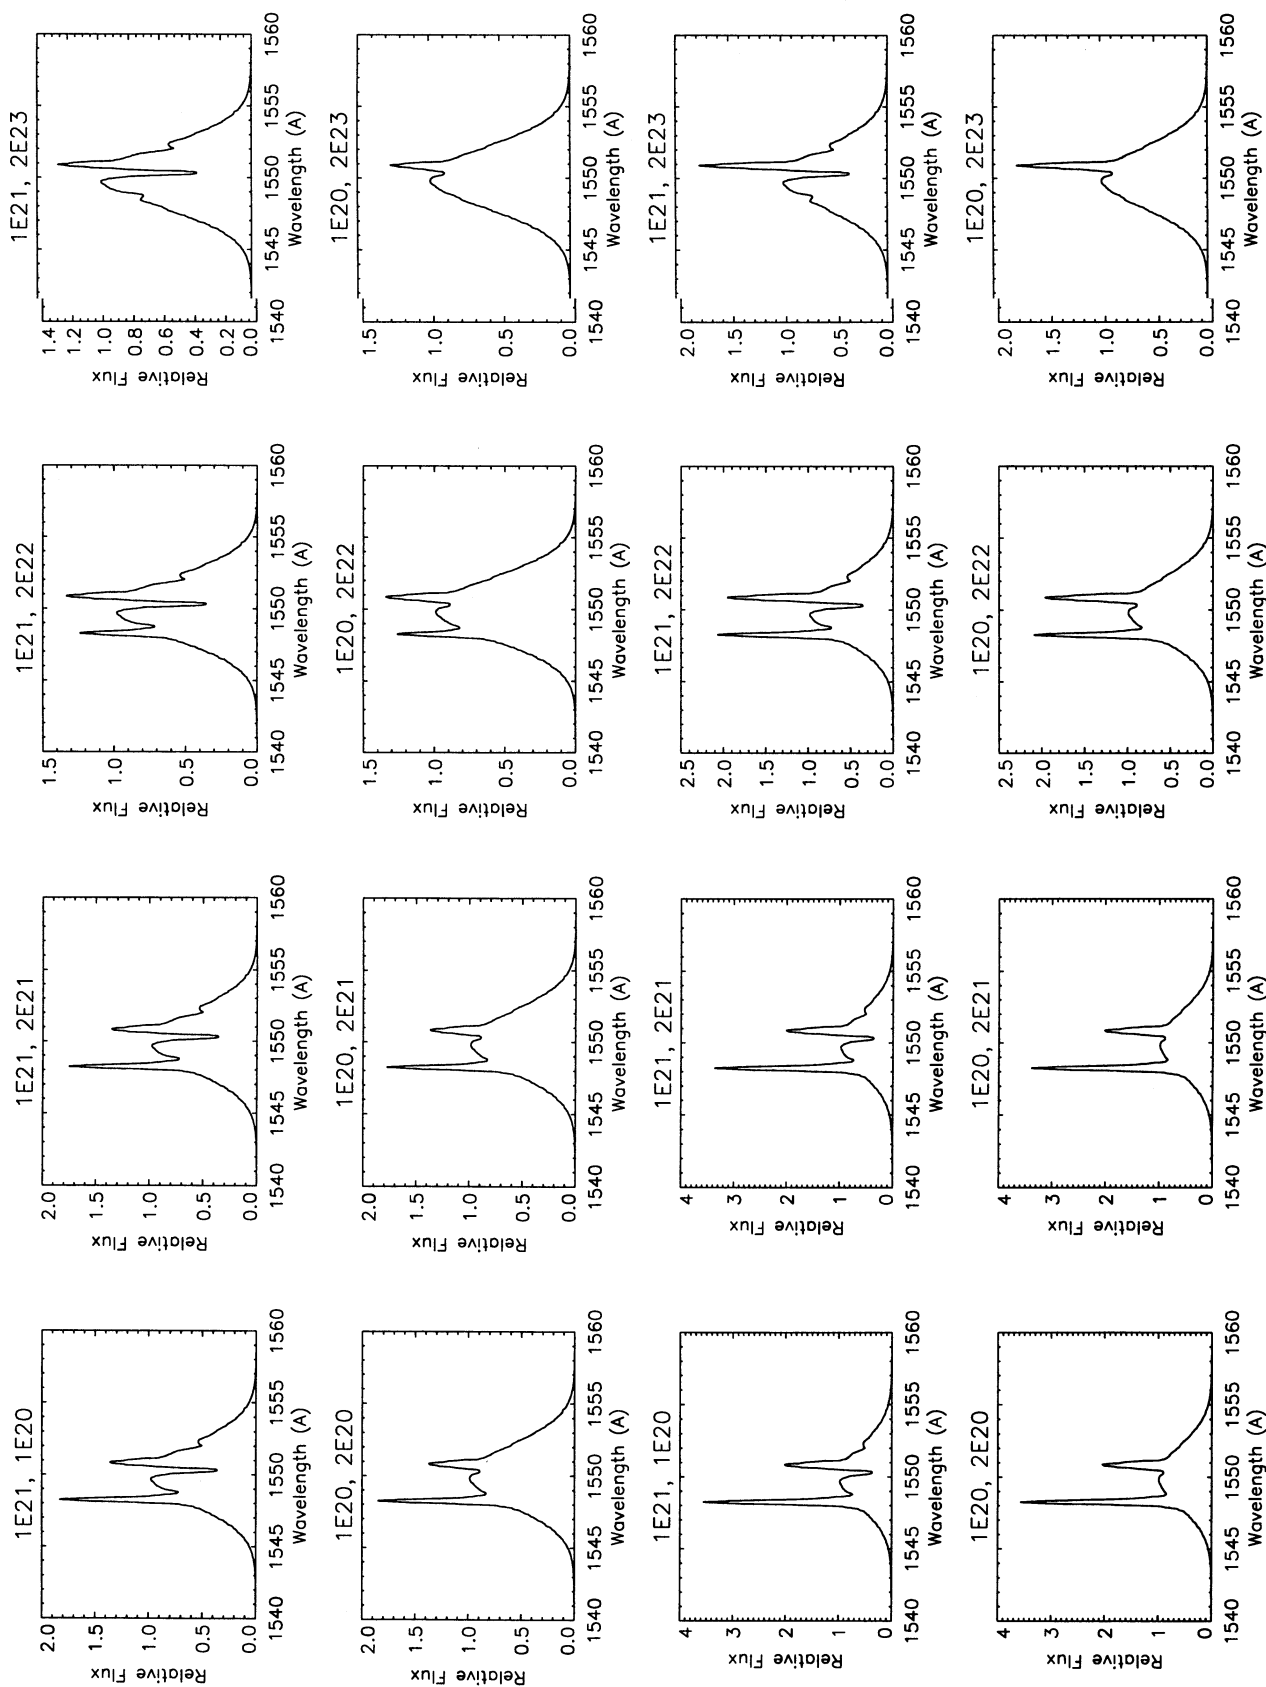 1E21, 1E20
2.0
1.5
1.0
0.5
0.0
Relative Flux
1540 1545 1550 1555 1560
Wavelength (A)
1E21, 2E21
2.0
1.5
1.0
0.5
0.0
Relative Flux
1540 1545 1550 1555 1560
Wavelength (A)
1E21, 2E22
1.5
1.0
0.5
0.0
Relative Flux
1540 1545 1550 1555 1560
Wavelength (A)
1E21, 2E23
1.4
1.2
1.0
0.8
0.6
0.4
0.2
0.0
Relative Flux
1540 1545 1550 1555 1560
Wavelength (A)
1E20, 2E20
2.0
1.5
1.0
0.5
0.0
Relative Flux
1540 1545 1550 1555 1560
Wavelength (A)
1E20, 2E21
2.0
1.5
1.0
0.5
0.0
Relative Flux
1540 1545 1550 1555 1560
Wavelength (A)
1E20, 2E22
1.5
1.0
0.5
0.0
Relative Flux
1540 1545 1550 1555 1560
Wavelength (A)
1E20, 2E23
1.5
1.0
0.5
0.0
Relative Flux
1540 1545 1550 1555 1560
Wavelength (A)
1E21, 1E20
4
3
2
1
0
Relative Flux
1540 1545 1550 1555 1560
Wavelength (A)
1E21, 2E21
4
3
2
1
0
Relative Flux
1540 1545 1550 1555 1560
Wavelength (A)
1E21, 2E22
2.5
2.0
1.5
1.0
0.5
0.0
Relative Flux
1540 1545 1550 1555 1560
Wavelength (A)
1E21, 2E23
2.0
1.5
1.0
0.5
0.0
Relative Flux
1540 1545 1550 1555 1560
Wavelength (A)
1E20, 2E20
4
3
2
1
0
Relative Flux
1540 1545 1550 1555 1560
Wavelength (A)
1E20, 2E21
4
3
2
1
0
Relative Flux
1540 1545 1550 1555 1560
Wavelength (A)
1E20, 2E22
2.5
2.0
1.5
1.0
0.5
0.0
Relative Flux
1540 1545 1550 1555 1560
Wavelength (A)
1E20, 2E23
2.0
1.5
1.0
0.5
0.0
Relative Flux
1540 1545 1550 1555 1560
Wavelength (A)